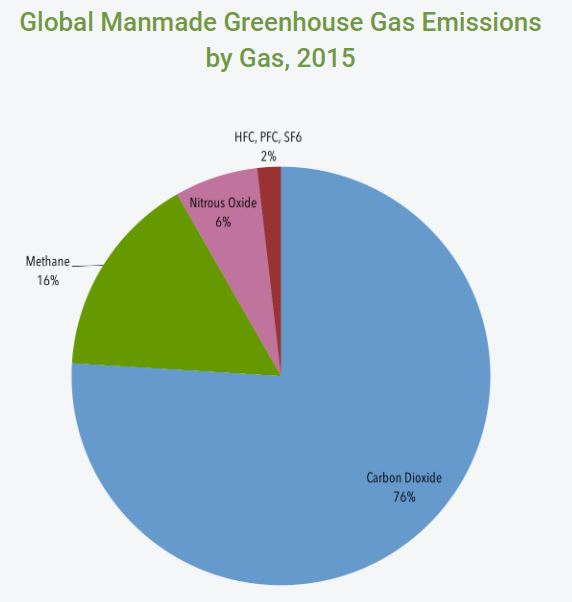 Global Manmade Greenhouse Gas Emissions
by Gas, 2015
HFC, PFC, SF6
2%
Nitrous Oxide
6%
Methane
16%
Carbon Dioxide
76%